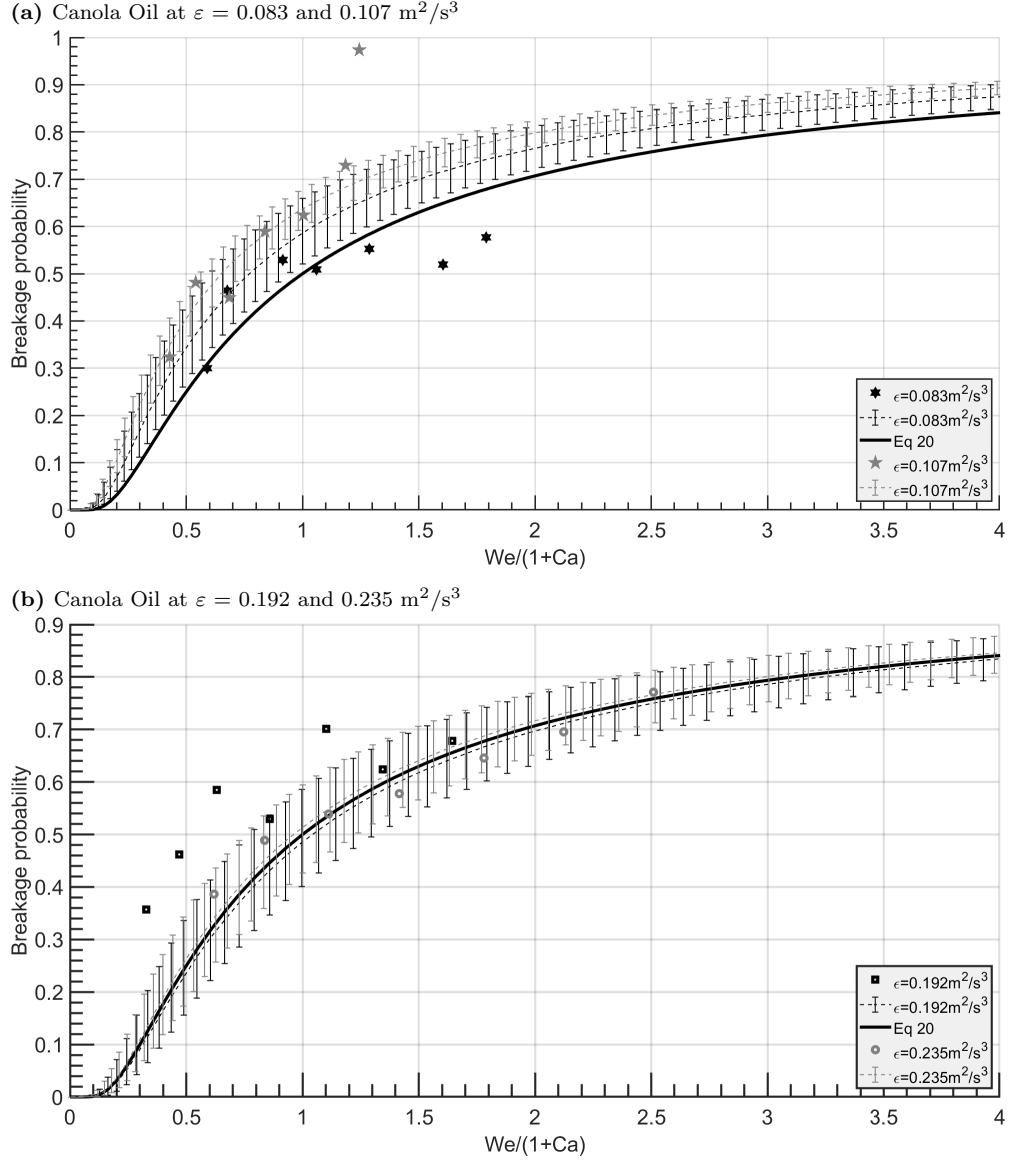 (a) Canola Oil at ε = 0.083 and 0.107 m²/s³
1
0.9
0.8
0.7
0.6
0.5
0.4
0.3
0.2
0.1
0
Breakage probability
ϵ=0.083m²/s³
ϵ=0.083m²/s³
Eq 20
ϵ=0.107m²/s³
ϵ=0.107m²/s³
0 0.5 1 1.5 2 2.5 3 3.5 4
We/(1+Ca)
(b) Canola Oil at ε = 0.192 and 0.235 m²/s³
0.9
0.8
0.7
0.6
0.5
0.4
0.3
0.2
0.1
0
Breakage probability
ϵ=0.192m²/s³
ϵ=0.192m²/s³
Eq 20
ϵ=0.235m²/s³
ϵ=0.235m²/s³
0 0.5 1 1.5 2 2.5 3 3.5 4
We/(1+Ca)